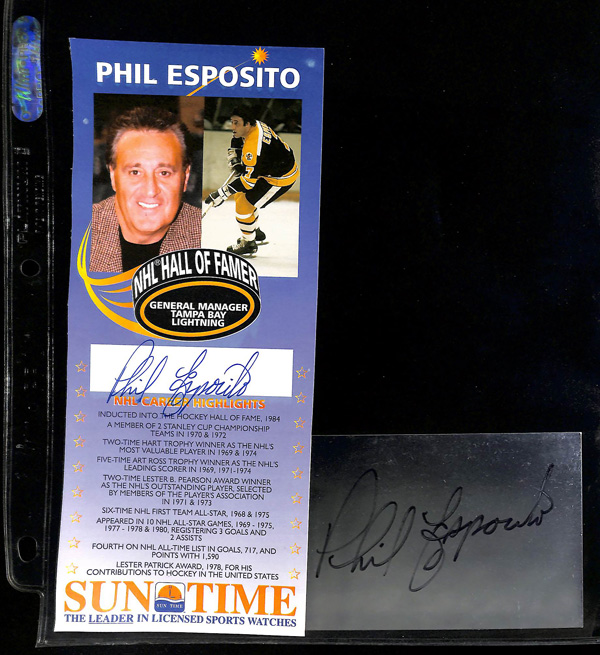 PHIL ESPOSITO
NHL® HALL OF FAMER
GENERAL MANAGER
TAMPA BAY
LIGHTNING
Phil Esposito
NHL CAREER HIGHLIGHTS
INDUCTED INTO THE HOCKEY HALL OF FAME, 1984
A MEMBER OF 2 STANLEY CUP CHAMPIONSHIP
TEAMS IN 1970 & 1972
TWO-TIME HART TROPHY WINNER AS THE NHL'S
MOST VALUABLE PLAYER IN 1969 & 1974
FIVE-TIME ART ROSS TROPHY WINNER AS THE NHL'S
LEADING SCORER IN 1969, 1971-1974
TWO-TIME LESTER B. PEARSON AWARD WINNER
AS THE NHL'S OUTSTANDING PLAYER, SELECTED
BY MEMBERS OF THE PLAYER'S ASSOCIATION
IN 1971 & 1973
SIX-TIME NHL FIRST TEAM ALL-STAR, 1968 & 1975
APPEARED IN 10 NHL ALL-STAR GAMES, 1969 - 1975,
1977 - 1978 & 1980, REGISTERING 3 GOALS AND
2 ASSISTS
FOURTH ON NHL ALL-TIME LIST IN GOALS, 717, AND
POINTS WITH 1,590
LESTER PATRICK AWARD, 1978, FOR HIS
CONTRIBUTIONS TO HOCKEY IN THE UNITED STATES
SUN TIME
SUN TIME
THE LEADER IN LICENSED SPORTS WATCHES
Phil Esposito